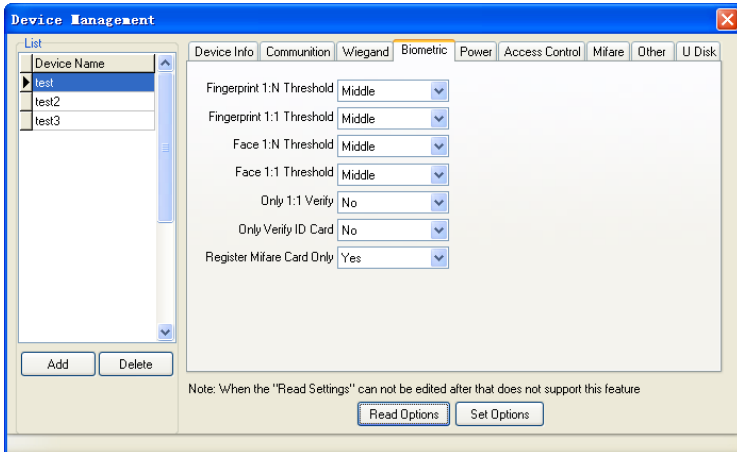 Device Management
List
Device Name
test
test2
test3
Add Delete
Device Info Communition Wiegand Biometric Power Access Control Mifare Other U Disk
Fingerprint 1:N Threshold Middle
Fingerprint 1:1 Threshold Middle
Face 1:N Threshold Middle
Face 1:1 Threshold Middle
Only 1:1 Verify No
Only Verify ID Card No
Register Mifare Card Only Yes
Note: When the "Read Settings" can not be edited after that does not support this feature
Read Options Set Options